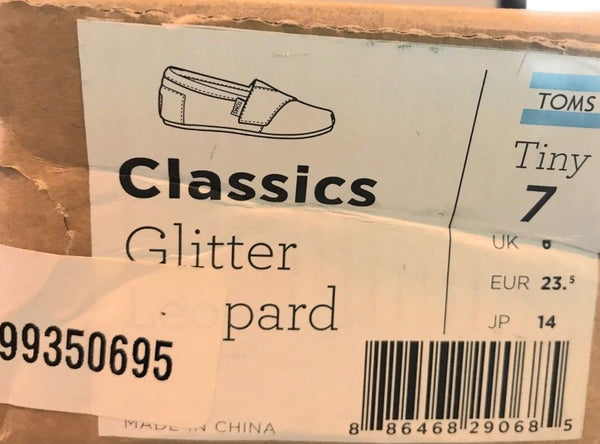 TOMS
Classics
Tiny
7
Glitter
UK 6
Leopard
EUR 23.5
JP 14
99350695
MADE IN CHINA
8 86468 29068 5